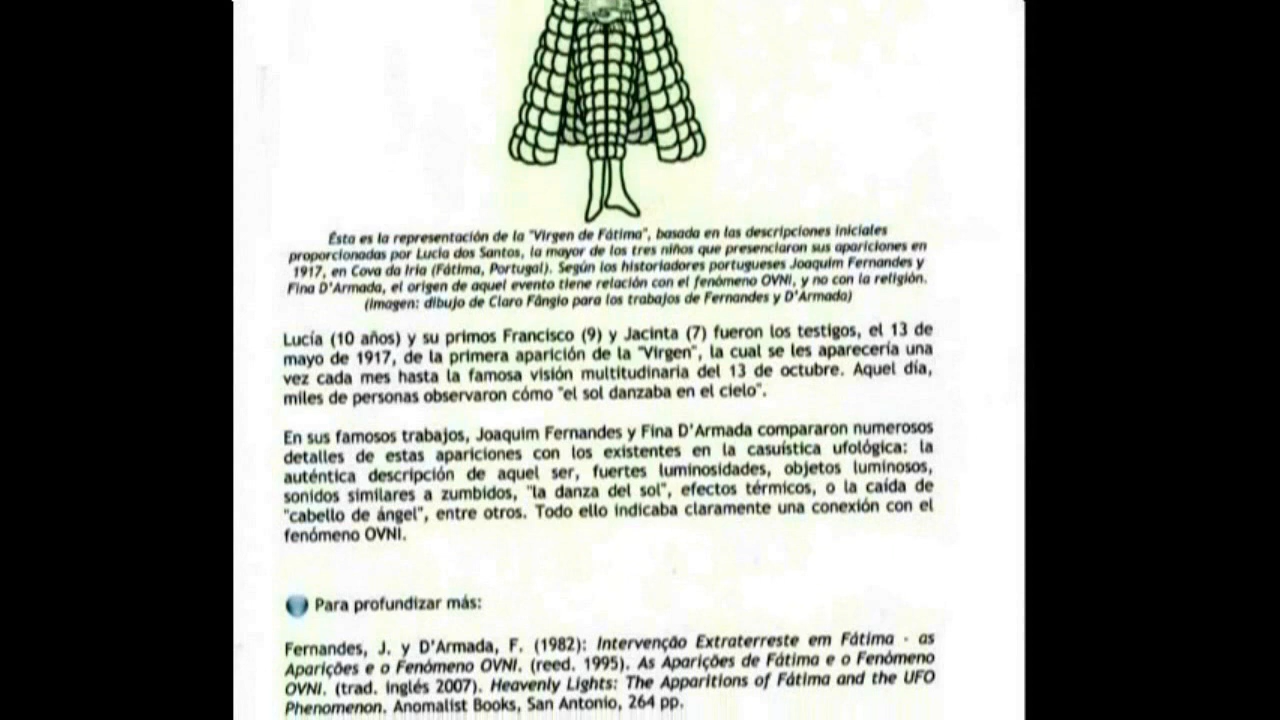 Ésta es la representación de la "Virgen de Fátima", basada en las descripciones iniciales
proporcionadas por Lucía dos Santos, la mayor de los tres niños que presenciaron sus apariciones en
1917, en Cova da Iria (Fátima, Portugal). Según los historiadores portugueses Joaquim Fernandes y
Fina D'Armada, el origen de aquel evento tiene relación con el fenómeno OVNI, y no con la religión.
(Imagen: dibujo de Claro Fângio para los trabajos de Fernandes y D'Armada)
Lucía (10 años) y su primos Francisco (9) y Jacinta (7) fueron los testigos, el 13 de
mayo de 1917, de la primera aparición de la "Virgen", la cual se les aparecería una
vez cada mes hasta la famosa visión multitudinaria del 13 de octubre. Aquel día,
miles de personas observaron cómo "el sol danzaba en el cielo".
En sus famosos trabajos, Joaquim Fernandes y Fina D'Armada compararon numerosos
detalles de estas apariciones con los existentes en la casuística ufológica: la
auténtica descripción de aquel ser, fuertes luminosidades, objetos luminosos,
sonidos similares a zumbidos, "la danza del sol", efectos térmicos, o la caída de
"cabello de ángel", entre otros. Todo ello indicaba claramente una conexión con el
fenómeno OVNI.
Para profundizar más:
Fernandes, J. y D'Armada, F. (1982): Intervenção Extraterreste em Fátima - as
Aparições e o Fenómeno OVNI. (reed. 1995). As Aparições de Fátima e o Fenómeno
OVNI. (trad. inglés 2007). Heavenly Lights: The Apparitions of Fátima and the UFO
Phenomenon. Anomalist Books, San Antonio, 264 pp.